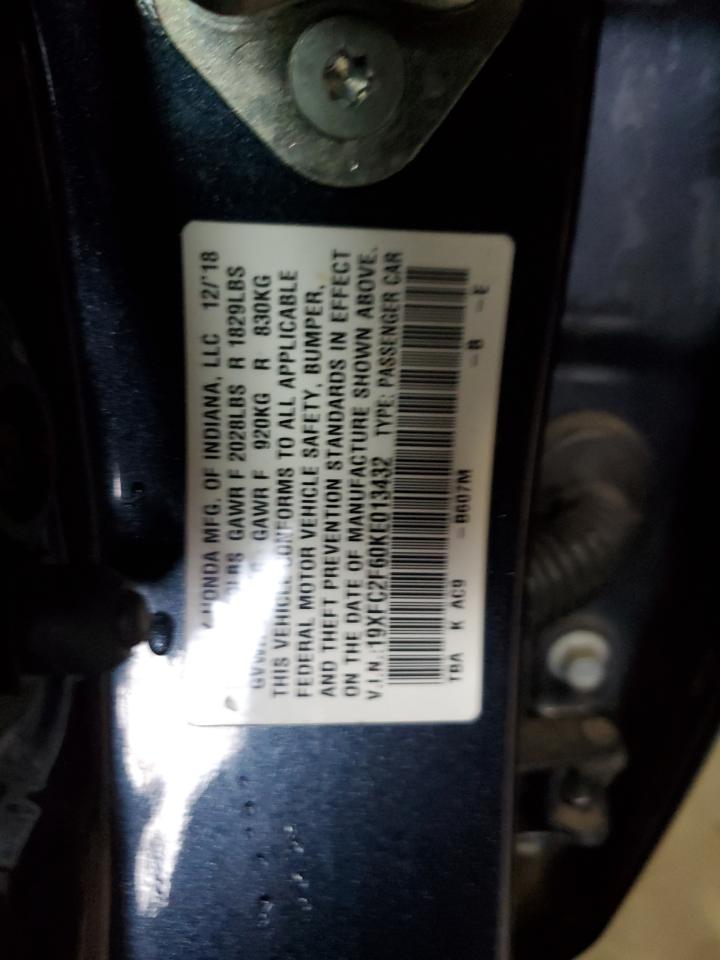 HONDA MFG. OF INDIANA, LLC 12/'18
LBS GAWR F 2028LBS R 1829LBS
GAWR F 920KG R 830KG
THIS VEHICLE CONFORMS TO ALL APPLICABLE
FEDERAL MOTOR VEHICLE SAFETY, BUMPER,
AND THEFT PREVENTION STANDARDS IN EFFECT
ON THE DATE OF MANUFACTURE SHOWN ABOVE.
V.I.N.: 19XFC2F60KE013432 TYPE: PASSENGER CAR
TBA K AC9 – B607M – B – E